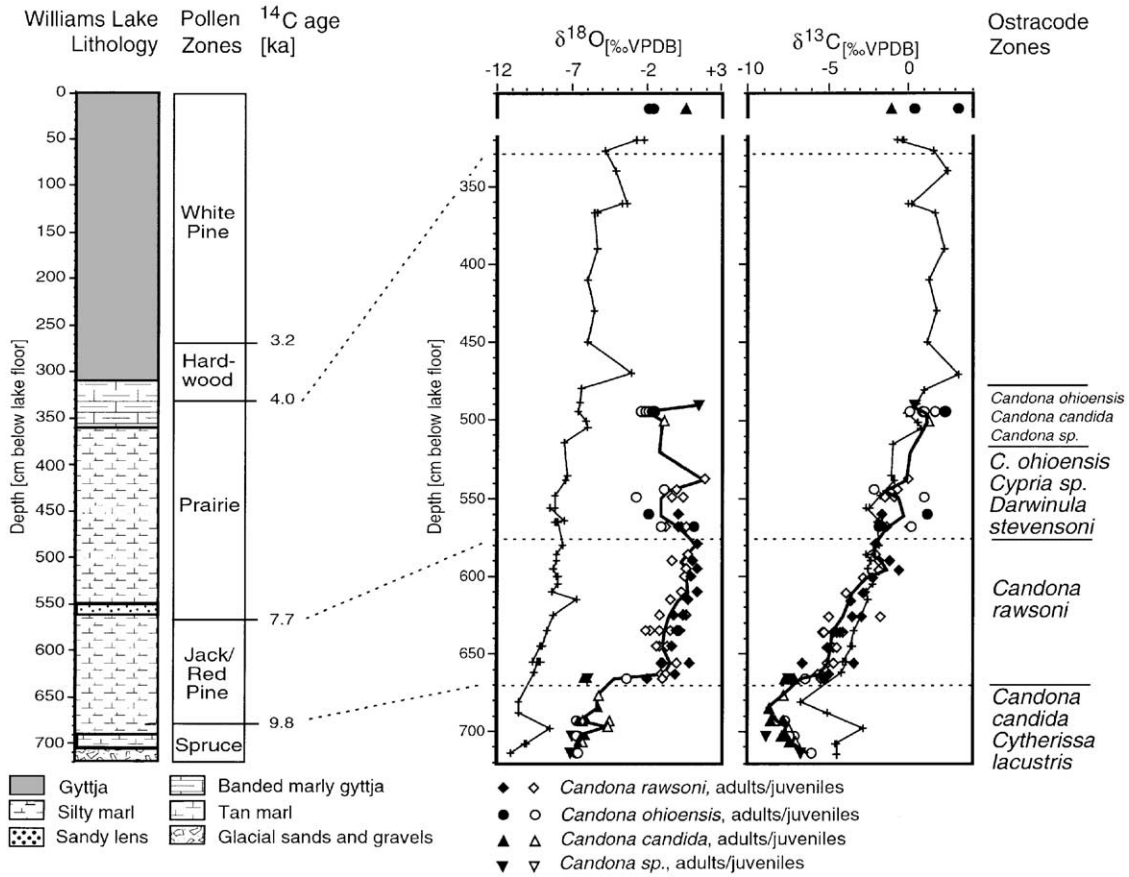 Williams Lake
Lithology
Pollen
Zones
14C age
[ka]
δ18O[‰VPDB]
δ13C[‰VPDB]
Ostracode
Zones
-12 -7 -2 +3
-10 -5 0
Depth [cm below lake floor]
0
50
100
150
200
250
300
350
400
450
500
550
600
650
700
White
Pine
Hard-
wood
Prairie
Jack/
Red
Pine
Spruce
3.2
4.0
7.7
9.8
Depth [cm below lake floor]
350
400
450
500
550
600
650
700
Candona ohioensis
Candona candida
Candona sp.
C. ohioensis
Cypria sp.
Darwinula
stevensoni
Candona
rawsoni
Candona
candida
Cytherissa
lacustris
Gyttja
Silty marl
Sandy lens
Banded marly gyttja
Tan marl
Glacial sands and gravels
Candona rawsoni, adults/juveniles
Candona ohioensis, adults/juveniles
Candona candida, adults/juveniles
Candona sp., adults/juveniles